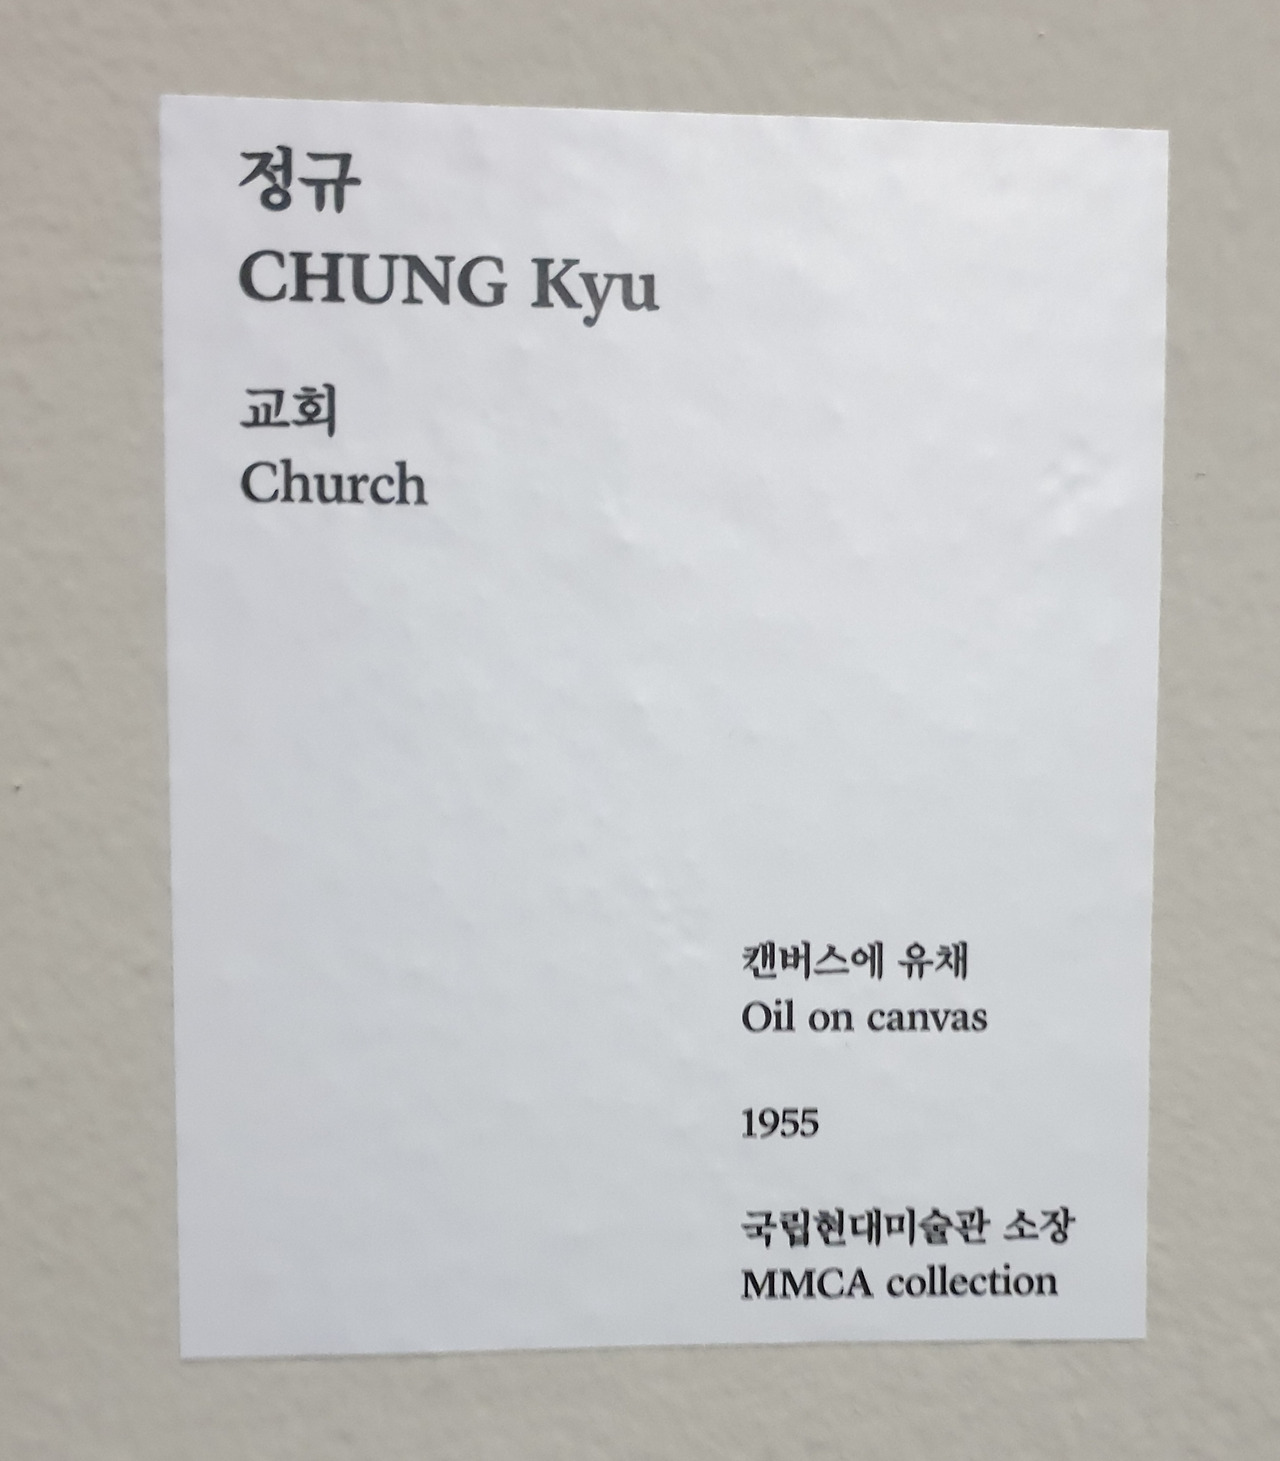 정규
CHUNG Kyu
교회
Church
캔버스에 유채
Oil on canvas
1955
국립현대미술관 소장
MMCA collection